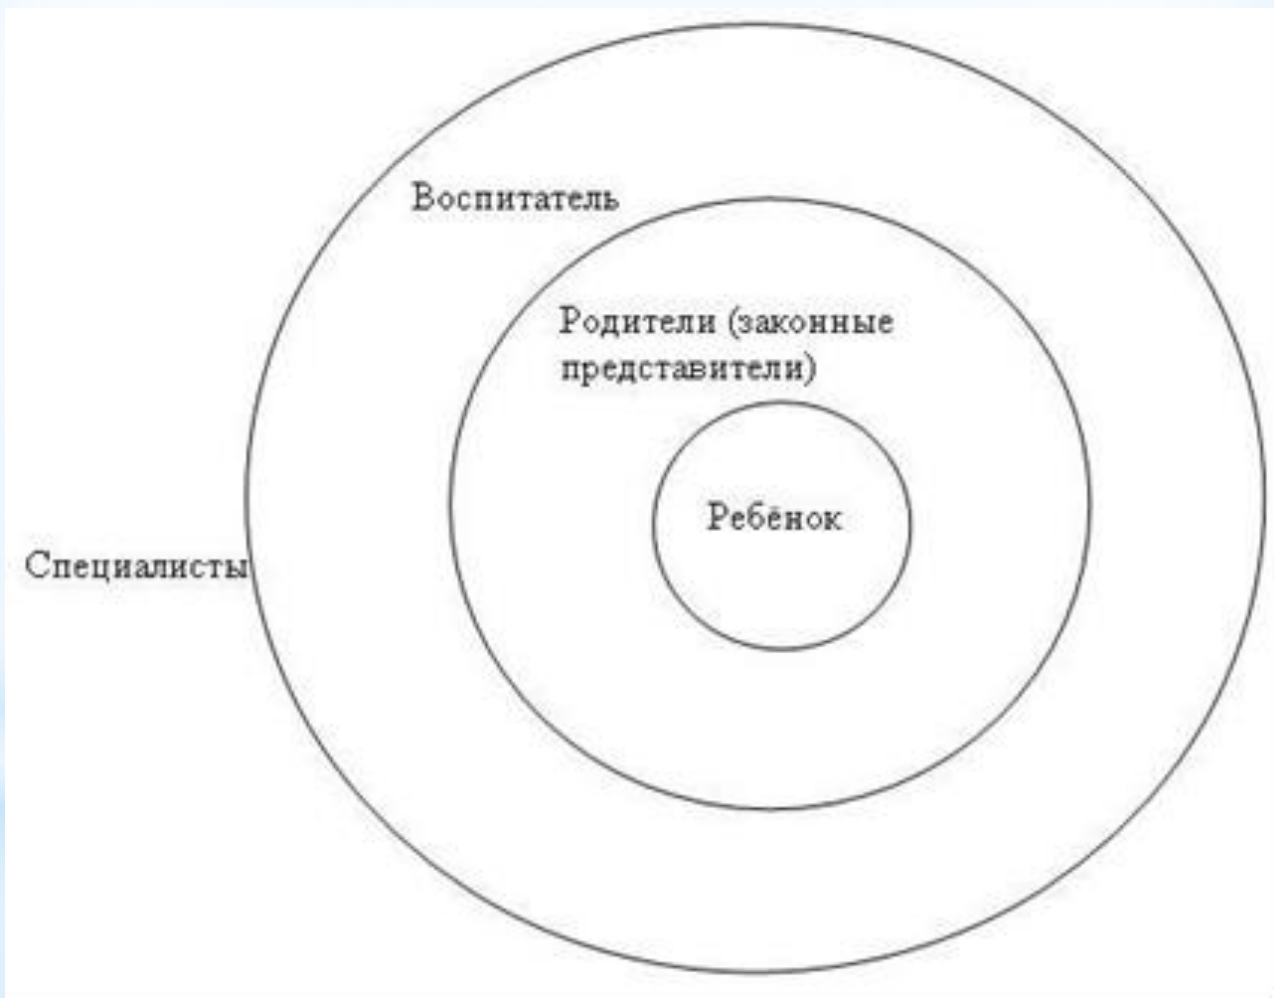 Воспитатель
Родители (законные
представители)
Ребёнок
Специалисты